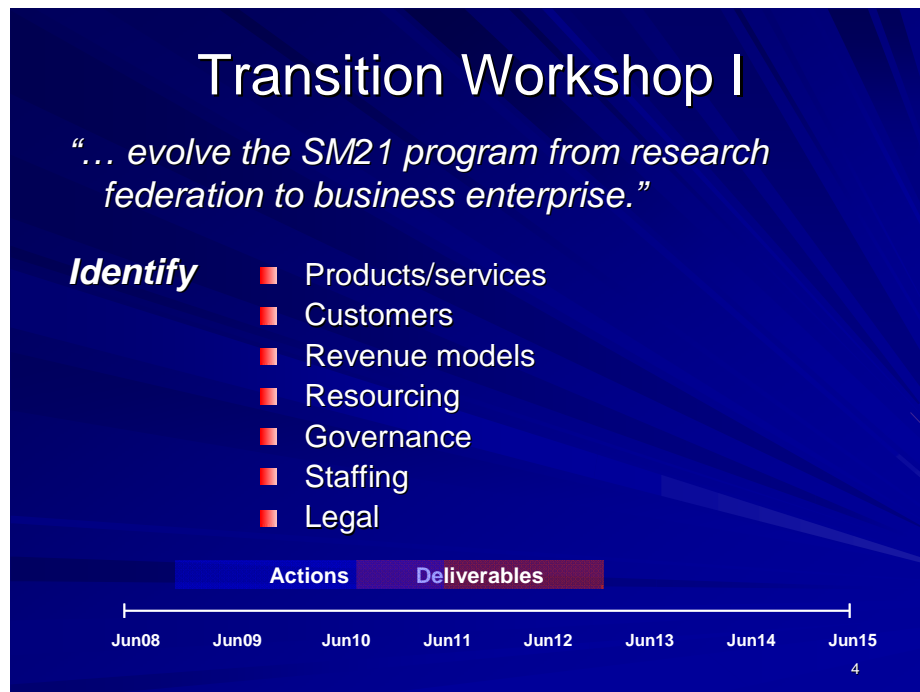 Transition Workshop I
“… evolve the SM21 program from research
federation to business enterprise.”
Identify
Products/services
Customers
Revenue models
Resourcing
Governance
Staffing
Legal
Actions Deliverables
Jun08 Jun09 Jun10 Jun11 Jun12 Jun13 Jun14 Jun15
4